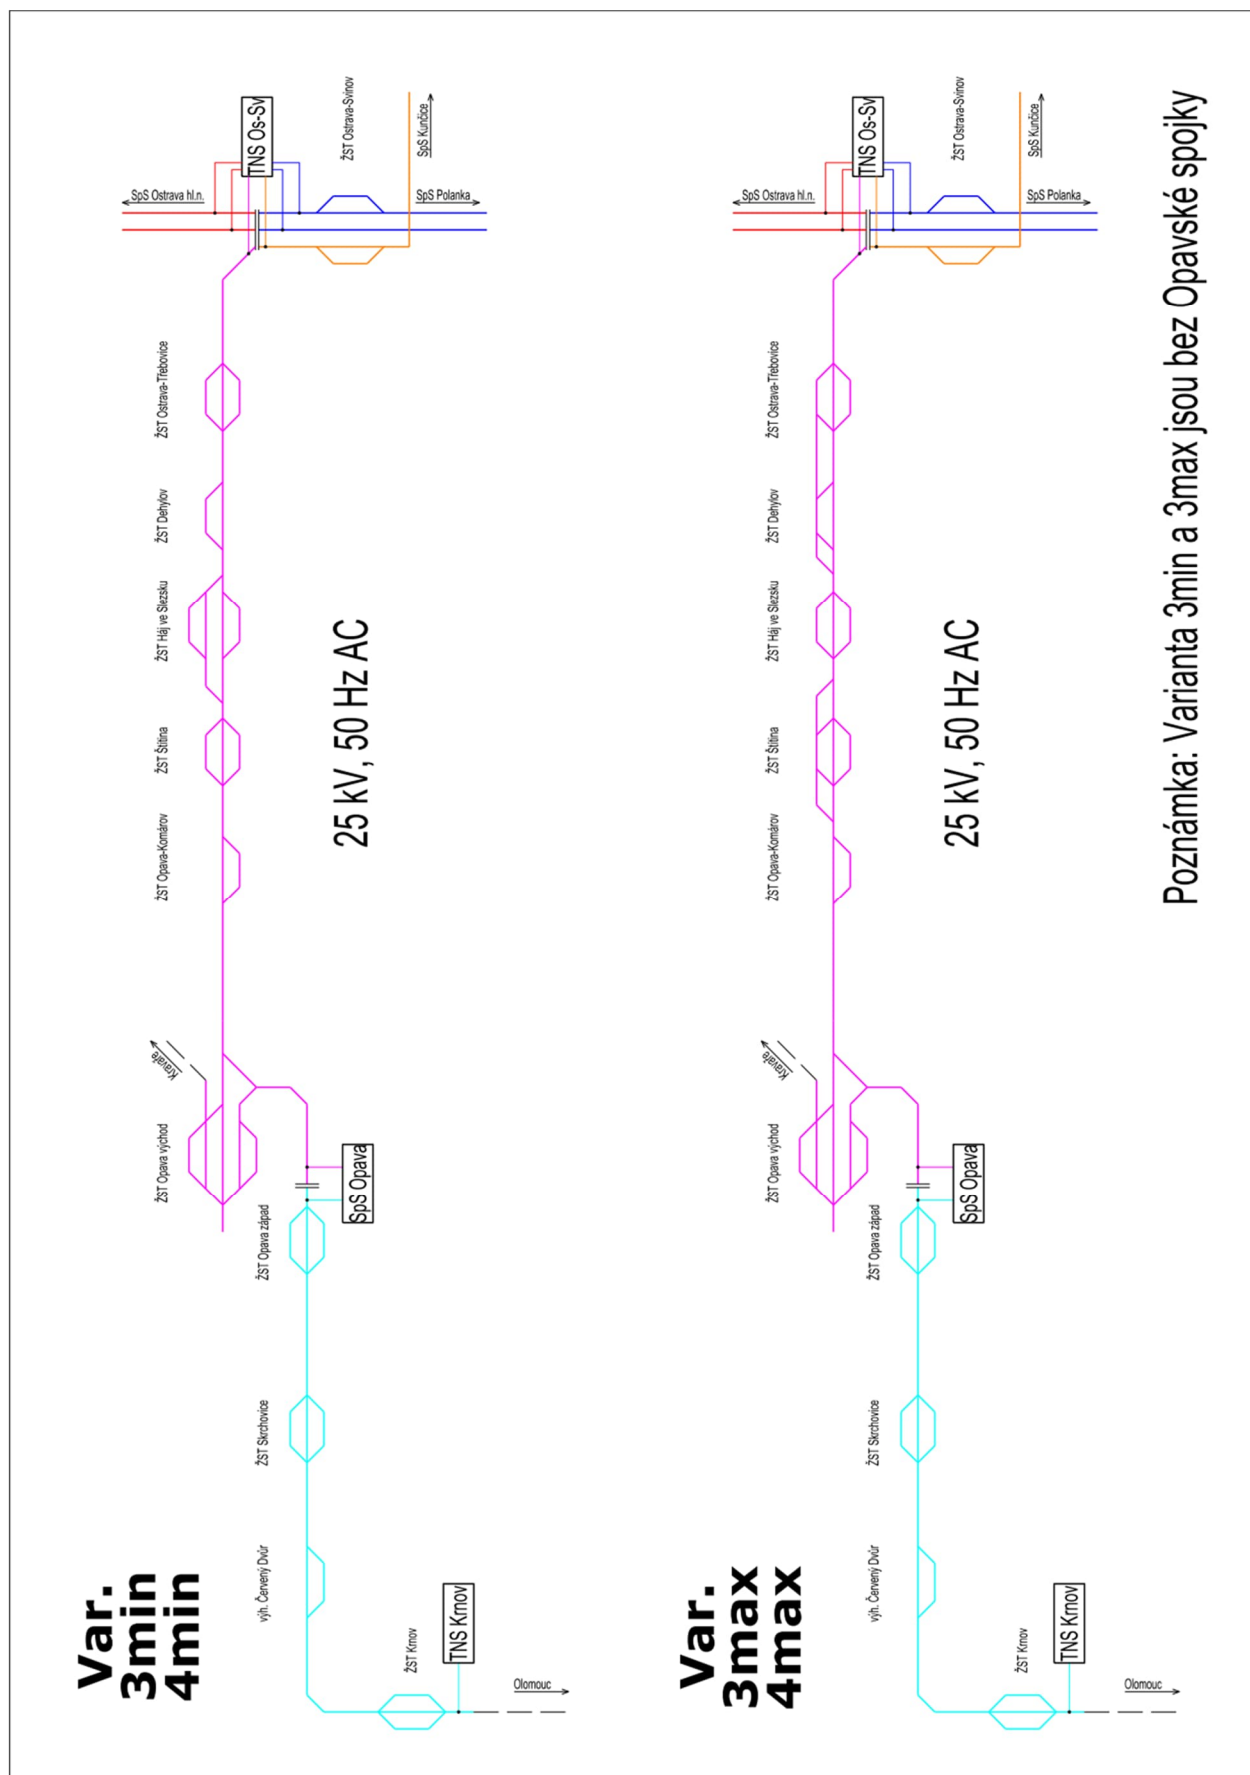 Var.
3min
4min
TNS Krnov
ŽST Krnov
Olomouc
výh. Červený Dvůr
ŽST Skrchovice
ŽST Opava západ
SpS Opava
ŽST Opava východ
Kravaře
ŽST Opava-Komárov
ŽST Štítina
ŽST Háj ve Slezsku
ŽST Děhylov
ŽST Ostrava-Třebovice
25 kV, 50 Hz AC
SpS Ostrava hl.n.
TNS Os-Sv
ŽST Ostrava-Svinov
SpS Polanka
SpS Kunčice
Var.
3max
4max
TNS Krnov
ŽST Krnov
Olomouc
výh. Červený Dvůr
ŽST Skrchovice
ŽST Opava západ
SpS Opava
ŽST Opava východ
Kravaře
ŽST Opava-Komárov
ŽST Štítina
ŽST Háj ve Slezsku
ŽST Děhylov
ŽST Ostrava-Třebovice
25 kV, 50 Hz AC
SpS Ostrava hl.n.
TNS Os-Sv
ŽST Ostrava-Svinov
SpS Polanka
SpS Kunčice
Poznámka: Varianta 3min a 3max jsou bez Opavské spojky